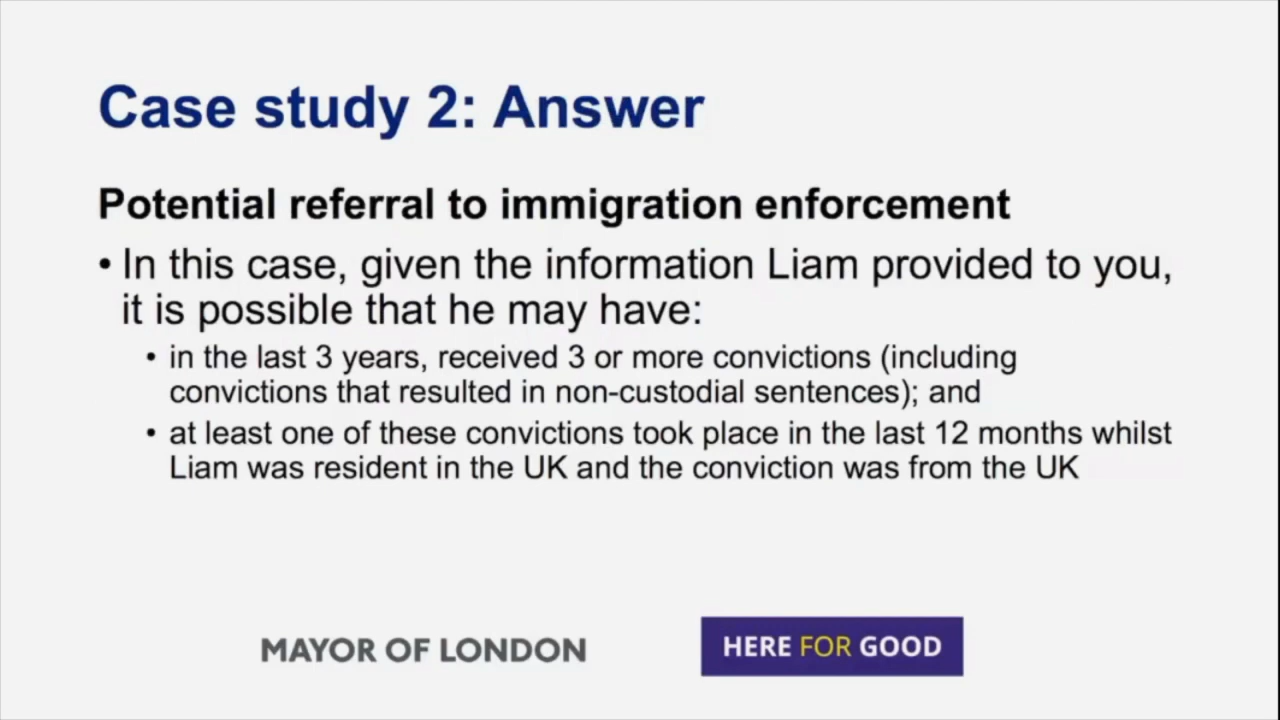 Case study 2: Answer
Potential referral to immigration enforcement
• In this case, given the information Liam provided to you,
it is possible that he may have:
• in the last 3 years, received 3 or more convictions (including
convictions that resulted in non-custodial sentences); and
• at least one of these convictions took place in the last 12 months whilst
Liam was resident in the UK and the conviction was from the UK
MAYOR OF LONDON
HERE FOR GOOD